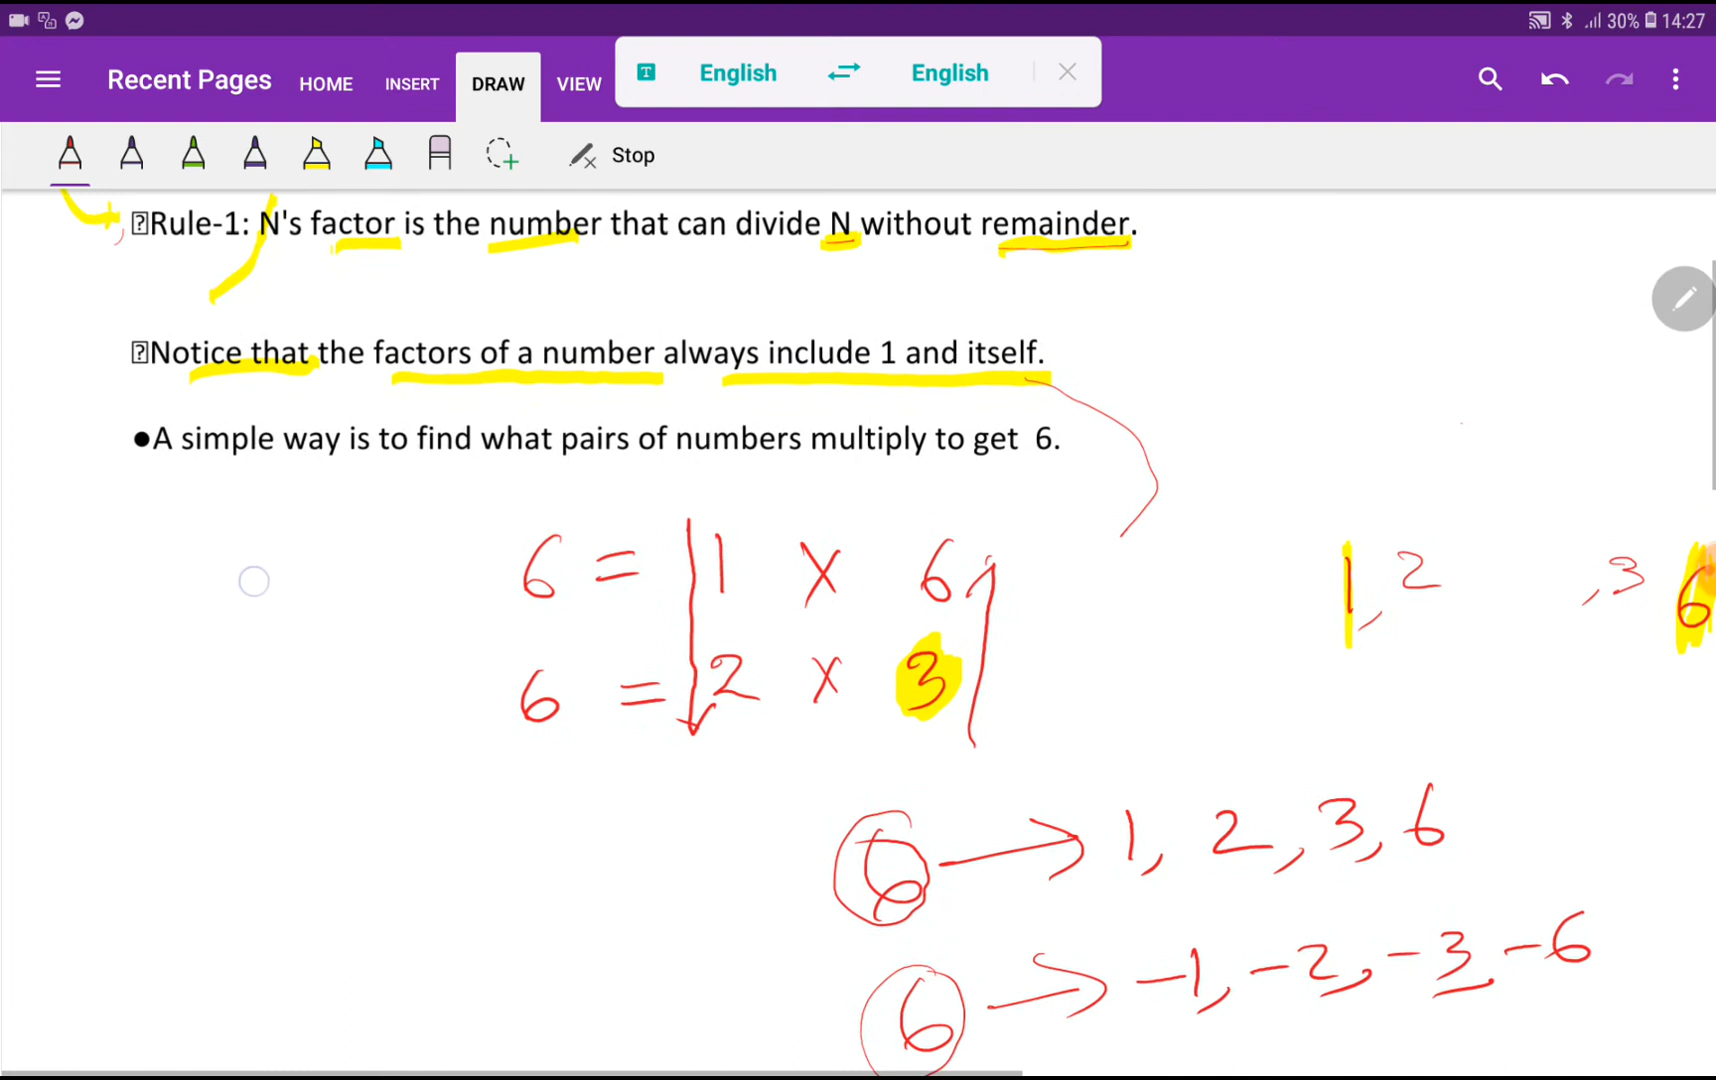 30% 14:27
Recent Pages HOME INSERT DRAW VIEW English English
Stop
Rule-1: N's factor is the number that can divide N without remainder.
Notice that the factors of a number always include 1 and itself.
●A simple way is to find what pairs of numbers multiply to get 6.
6 = 1 x 6
1, 2 , 3 6
6 = 2 x 3
6 → 1, 2, 3, 6
6 → -1, -2, -3, -6